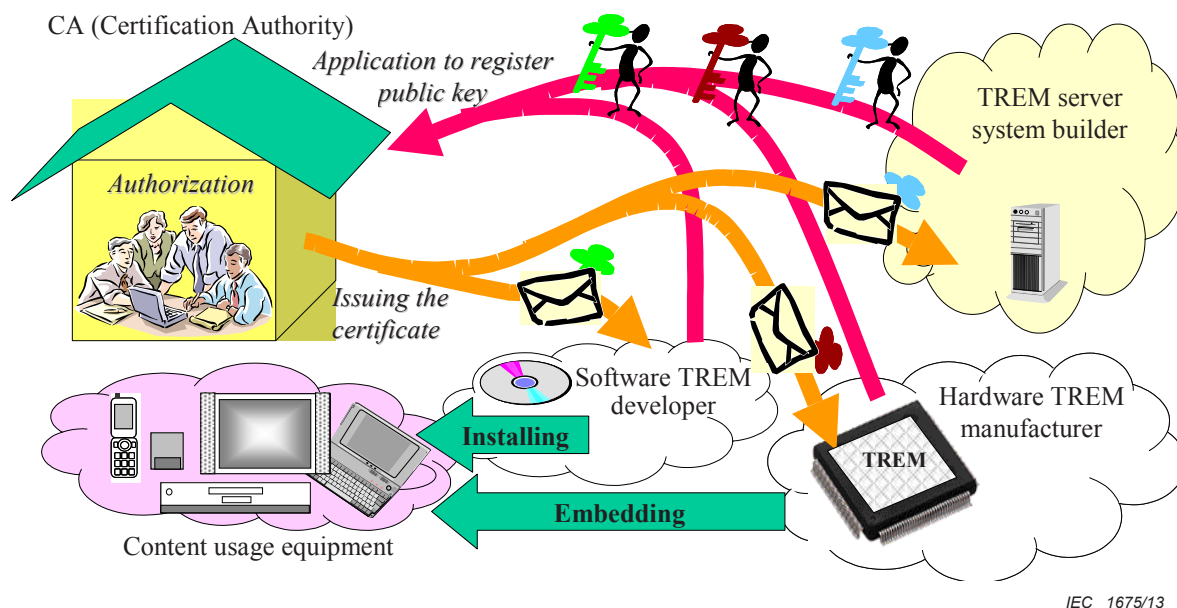 CA (Certification Authority)
Application to register
public key
TREM server
system builder
Authorization
Issuing the
certificate
Software TREM
developer
Hardware TREM
manufacturer
Installing
TREM
Embedding
Content usage equipment
IEC 1675/13